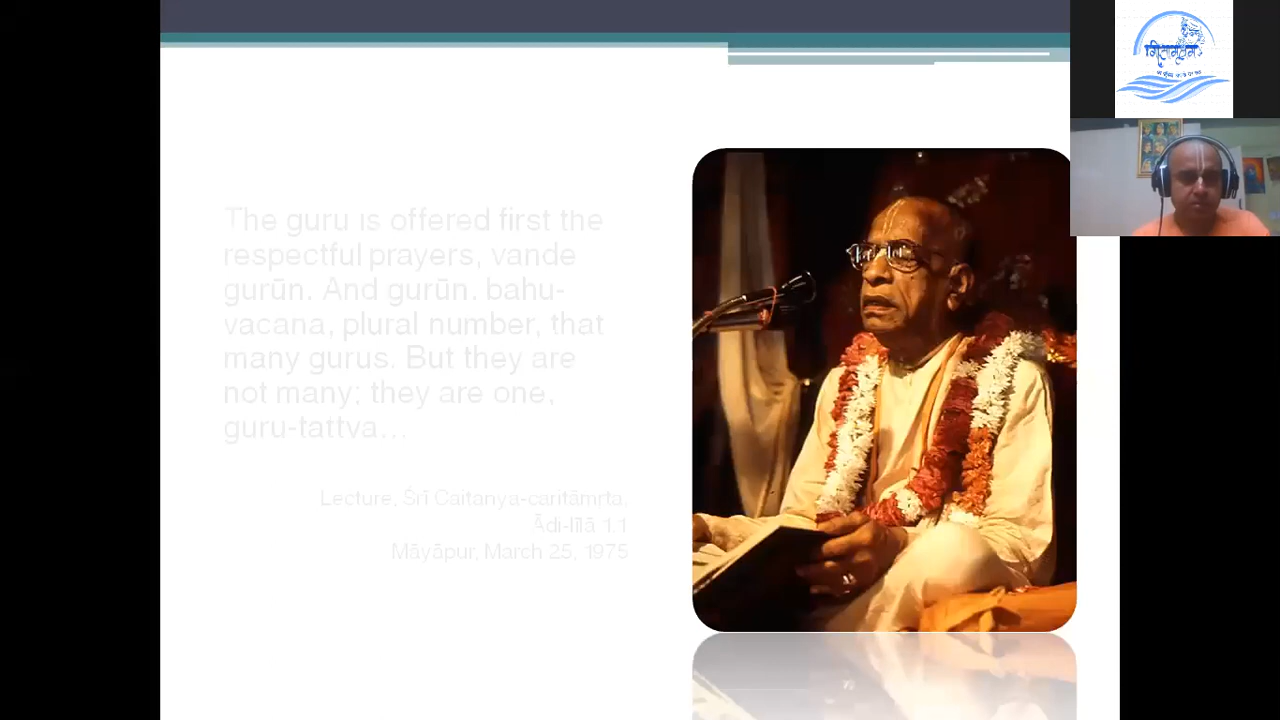 The guru is offered first the
respectful prayers, vande
gurūn. And gurūn. bahu-
vacana, plural number, that
many gurus. But they are
not many; they are one,
guru-tattva…
Lecture, Śrī Caitanya-caritāmṛta,
Ādi-līlā 1.1
Māyāpur, March 25, 1975